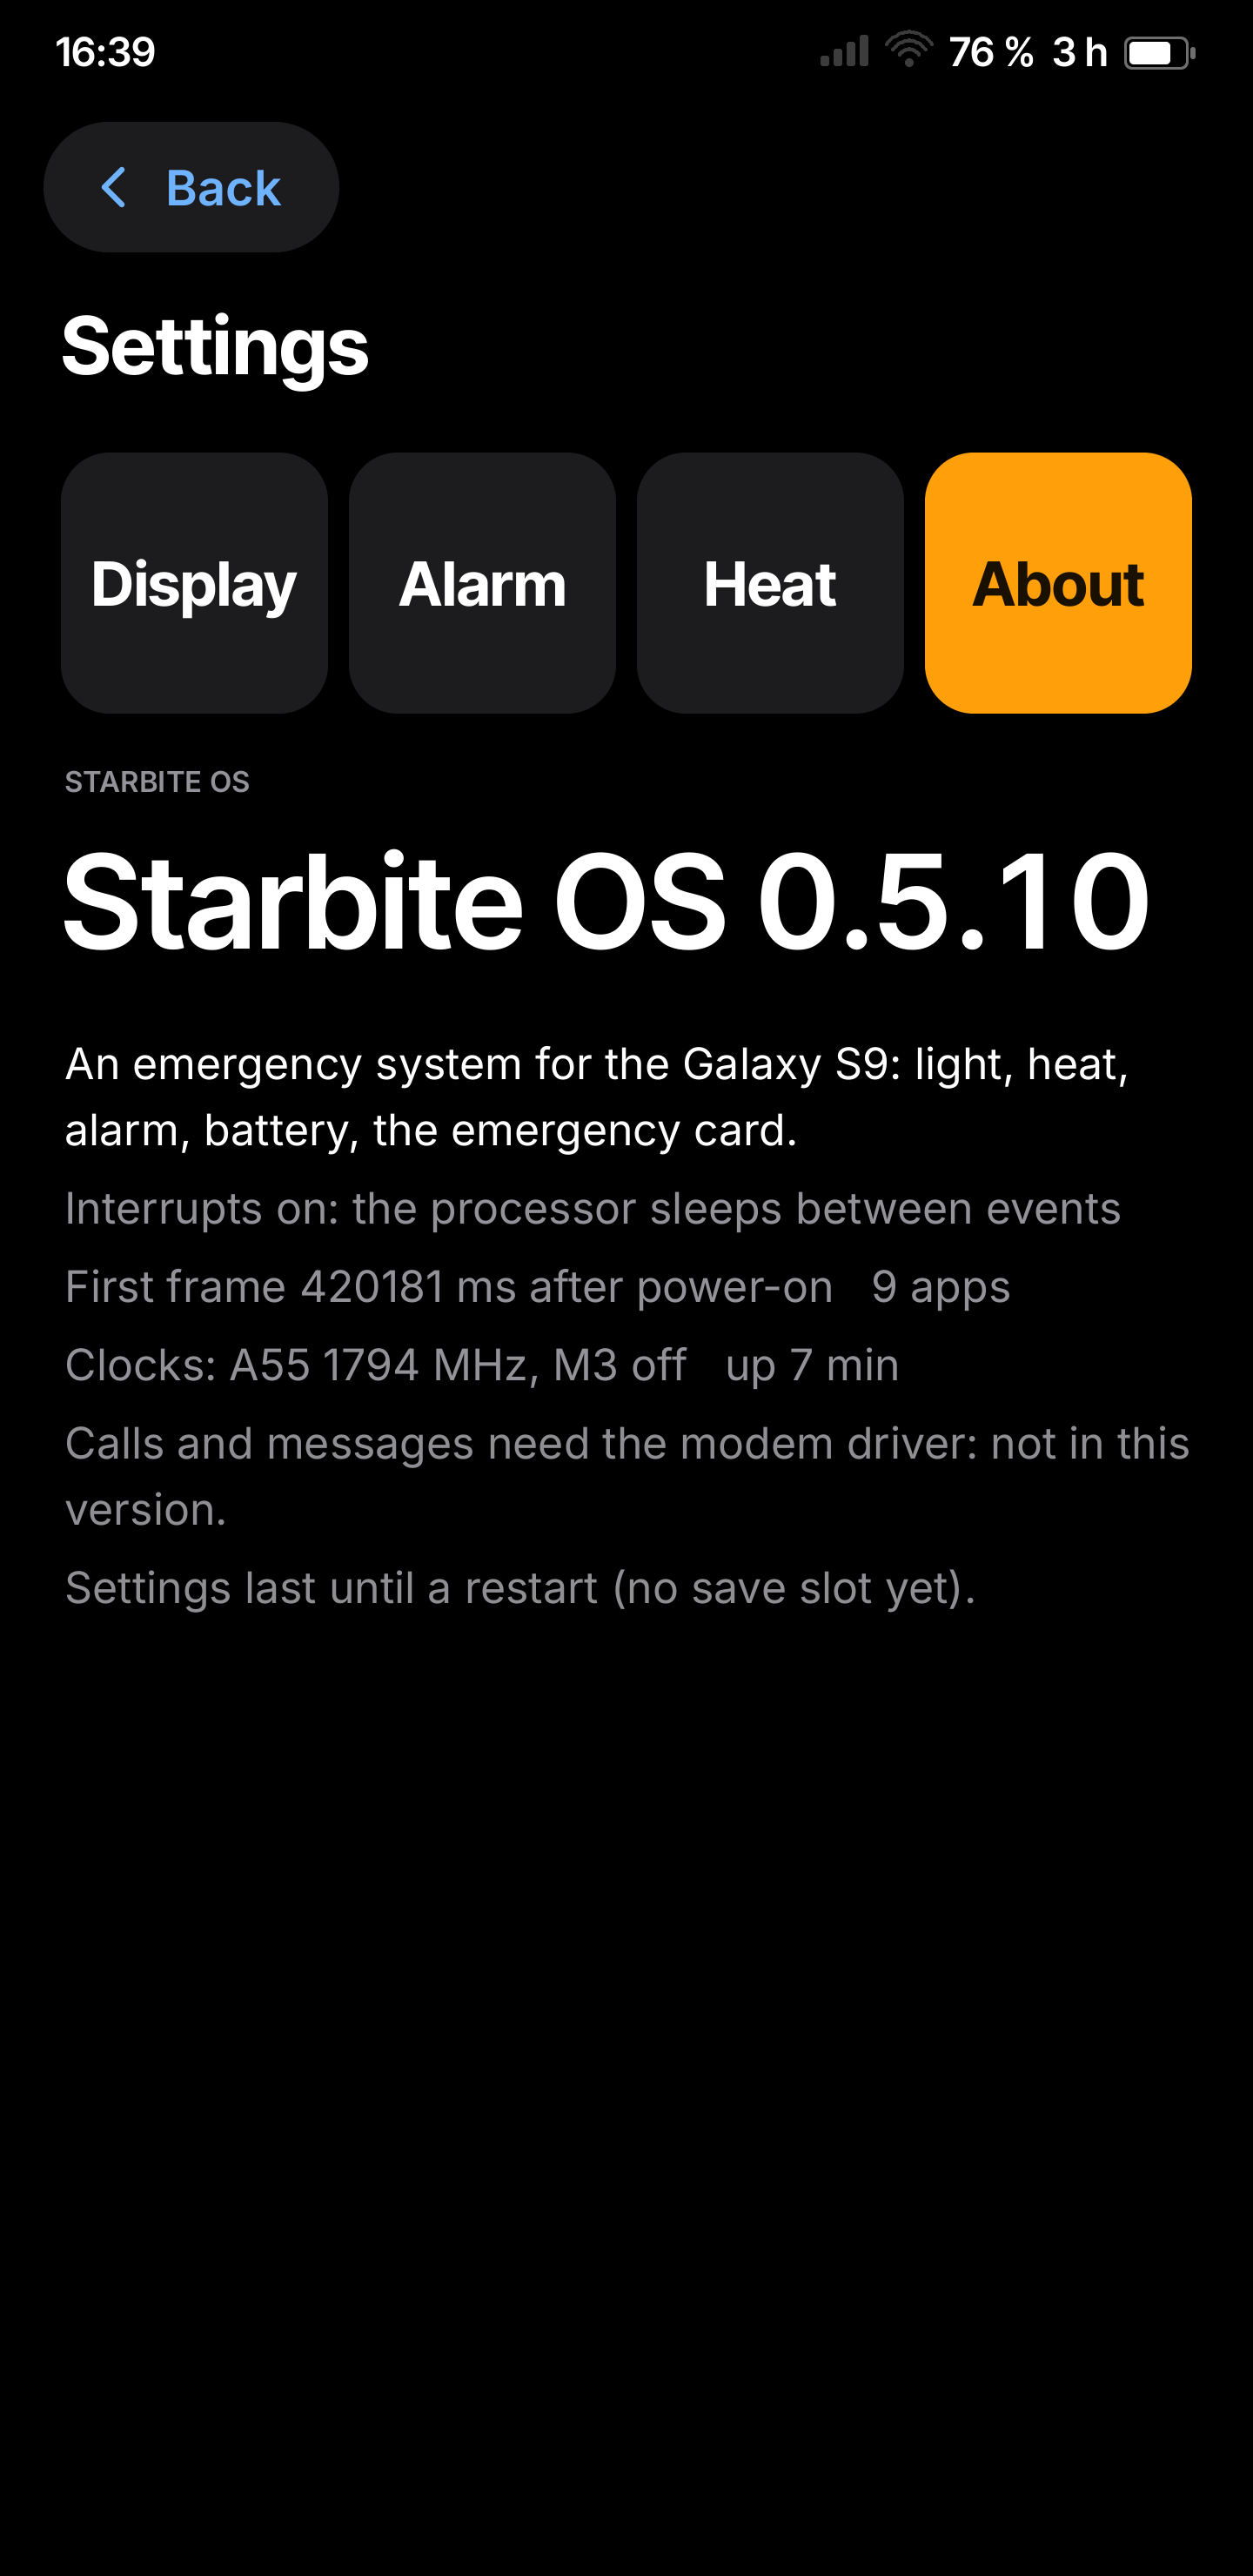 16:39
76 % 3 h
Back
Settings
Display Alarm Heat About
STARBITE OS
Starbite OS 0.5.10
An emergency system for the Galaxy S9: light, heat,
alarm, battery, the emergency card.
Interrupts on: the processor sleeps between events
First frame 420181 ms after power-on 9 apps
Clocks: A55 1794 MHz, M3 off up 7 min
Calls and messages need the modem driver: not in this
version.
Settings last until a restart (no save slot yet).